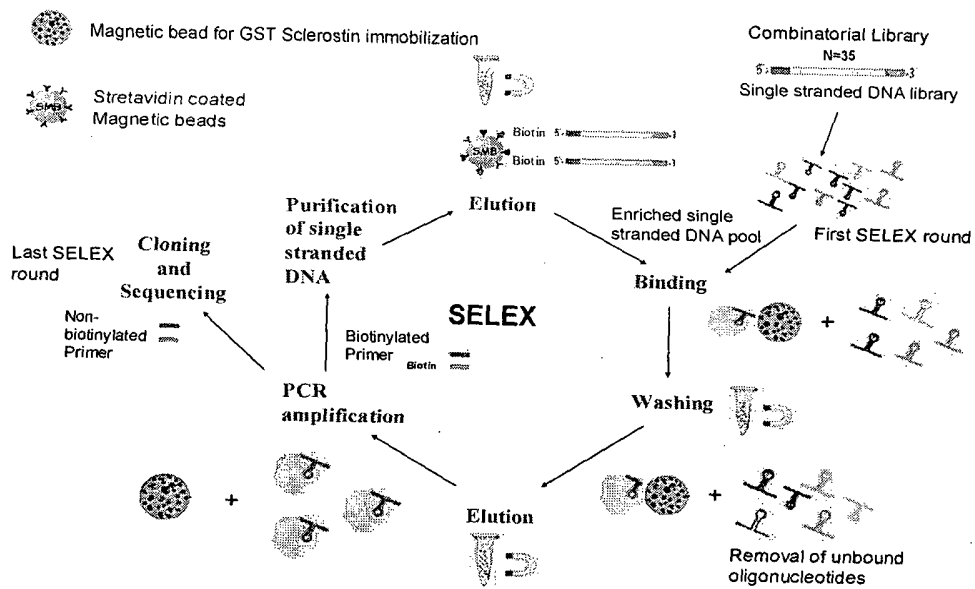 Magnetic bead for GST Sclerostin immobilization
SMB
Stretavidin coated
Magnetic beads
Combinatorial Library
N=35
5' 3'
Single stranded DNA library
SMB
Biotin 5'
Biotin 5'
Elution
Purification
of single
stranded
DNA
Enriched single
stranded DNA pool
First SELEX round
Binding
+
Last SELEX
round
Cloning
and
Sequencing
Non-
biotinylated
Primer
SELEX
Biotinylated
Primer
Biotin
PCR
amplification
Washing
+
Elution
+
Removal of unbound
oligonucleotides